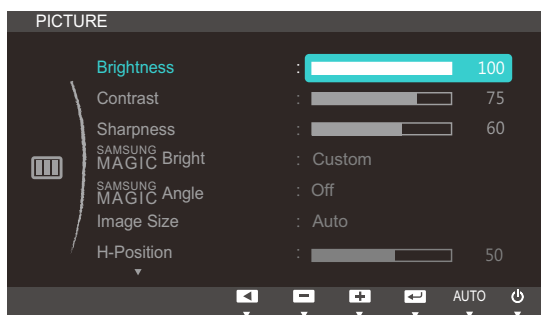 PICTURE
Brightness : 100
Contrast : 75
Sharpness : 60
SAMSUNG MAGIC Bright : Custom
SAMSUNG MAGIC Angle : Off
Image Size : Auto
H-Position : 50
AUTO